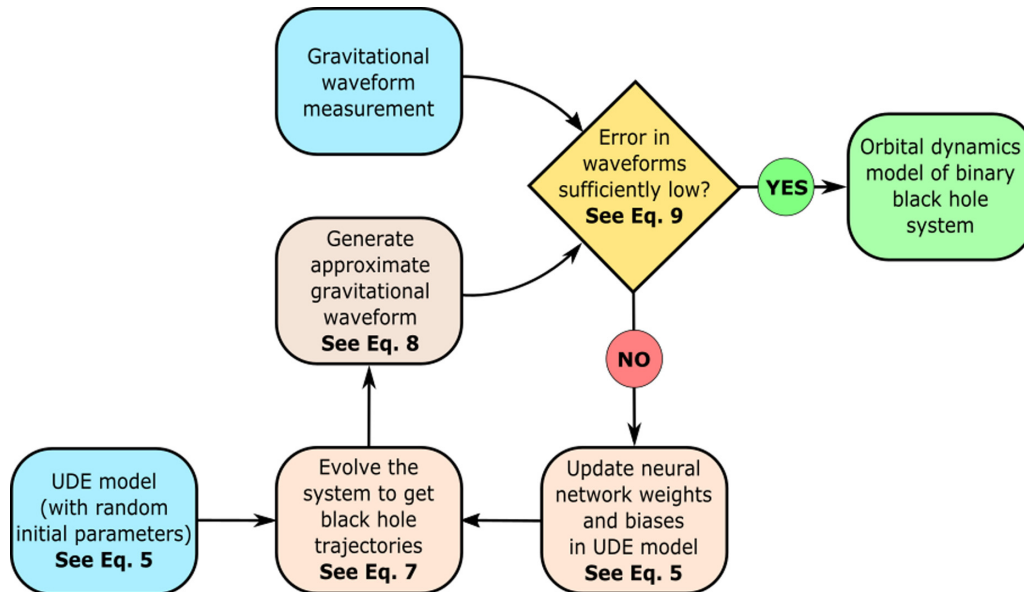 Gravitational
waveform
measurement
Error in
waveforms
sufficiently low?
See Eq. 9
YES
Orbital dynamics
model of binary
black hole
system
Generate
approximate
gravitational
waveform
See Eq. 8
NO
UDE model
(with random
initial parameters)
See Eq. 5
Evolve the
system to get
black hole
trajectories
See Eq. 7
Update neural
network weights
and biases
in UDE model
See Eq. 5